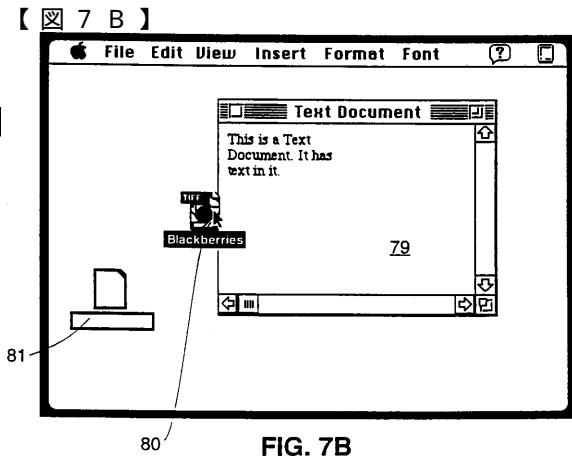 【図7B】
File Edit View Insert Format Font ?
Text Document
This is a Text
Document. It has
text in it.
TIFF
Blackberries
79
81
80
FIG. 7B